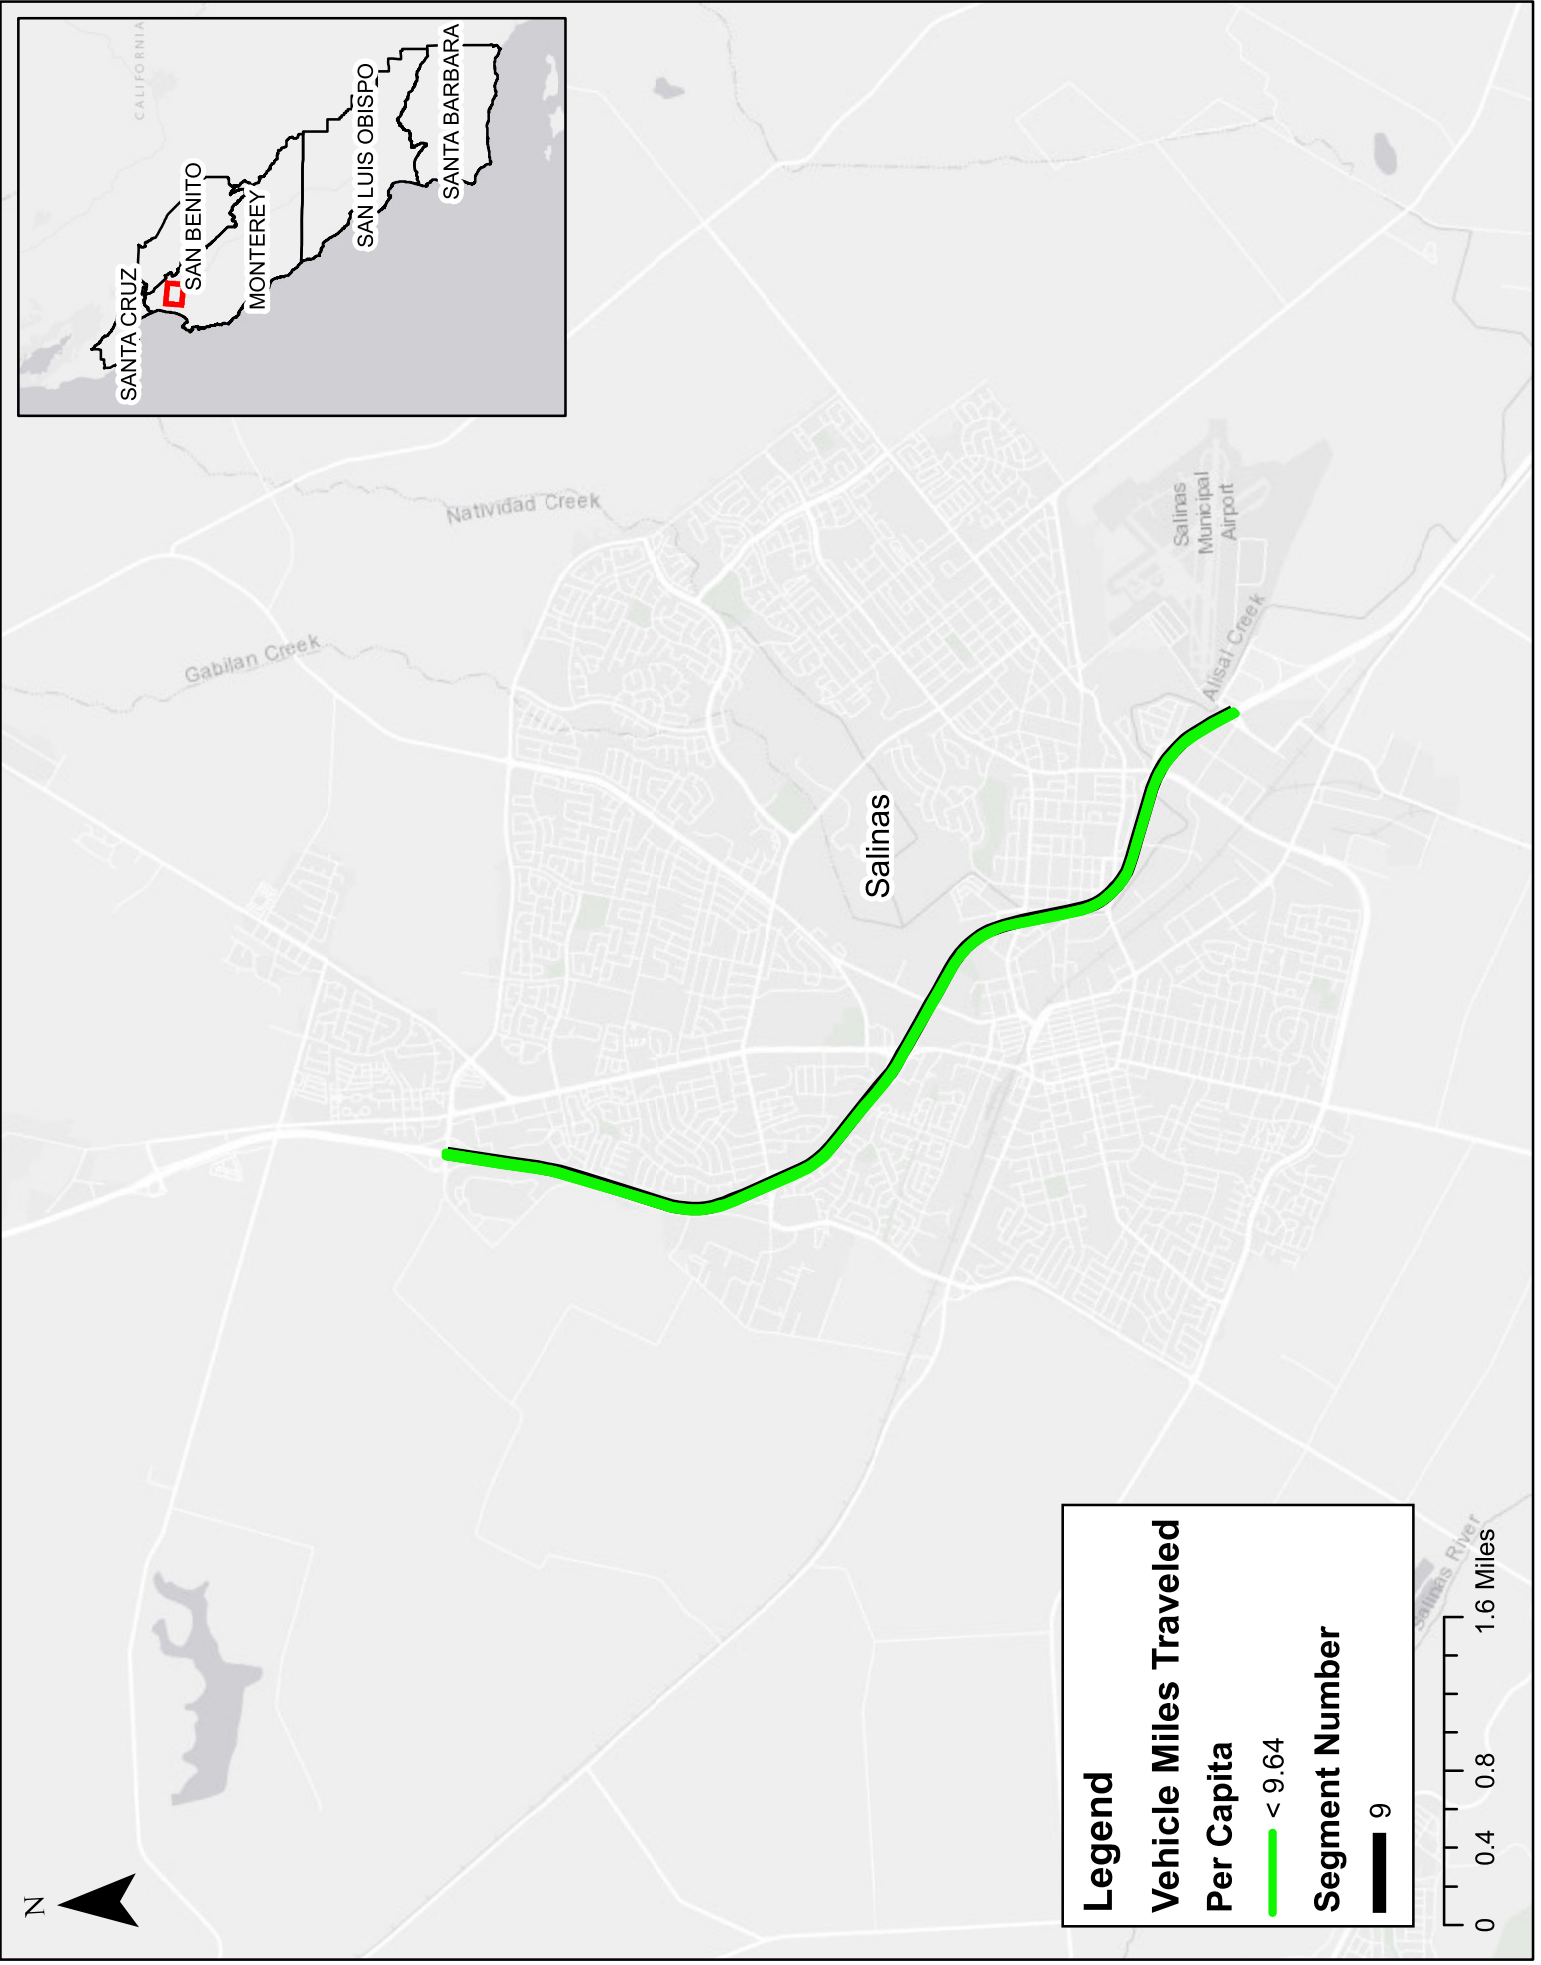 N
CALIFORNIA
SANTA CRUZ
SAN BENITO
MONTEREY
SAN LUIS OBISPO
SANTA BARBARA
Gabilan Creek
Natividad Creek
Salinas
Salinas
Municipal
Airport
Alisal Creek
Salinas River
Legend
Vehicle Miles Traveled
Per Capita
< 9.64
Segment Number
9
0 0.4 0.8 1.6 Miles